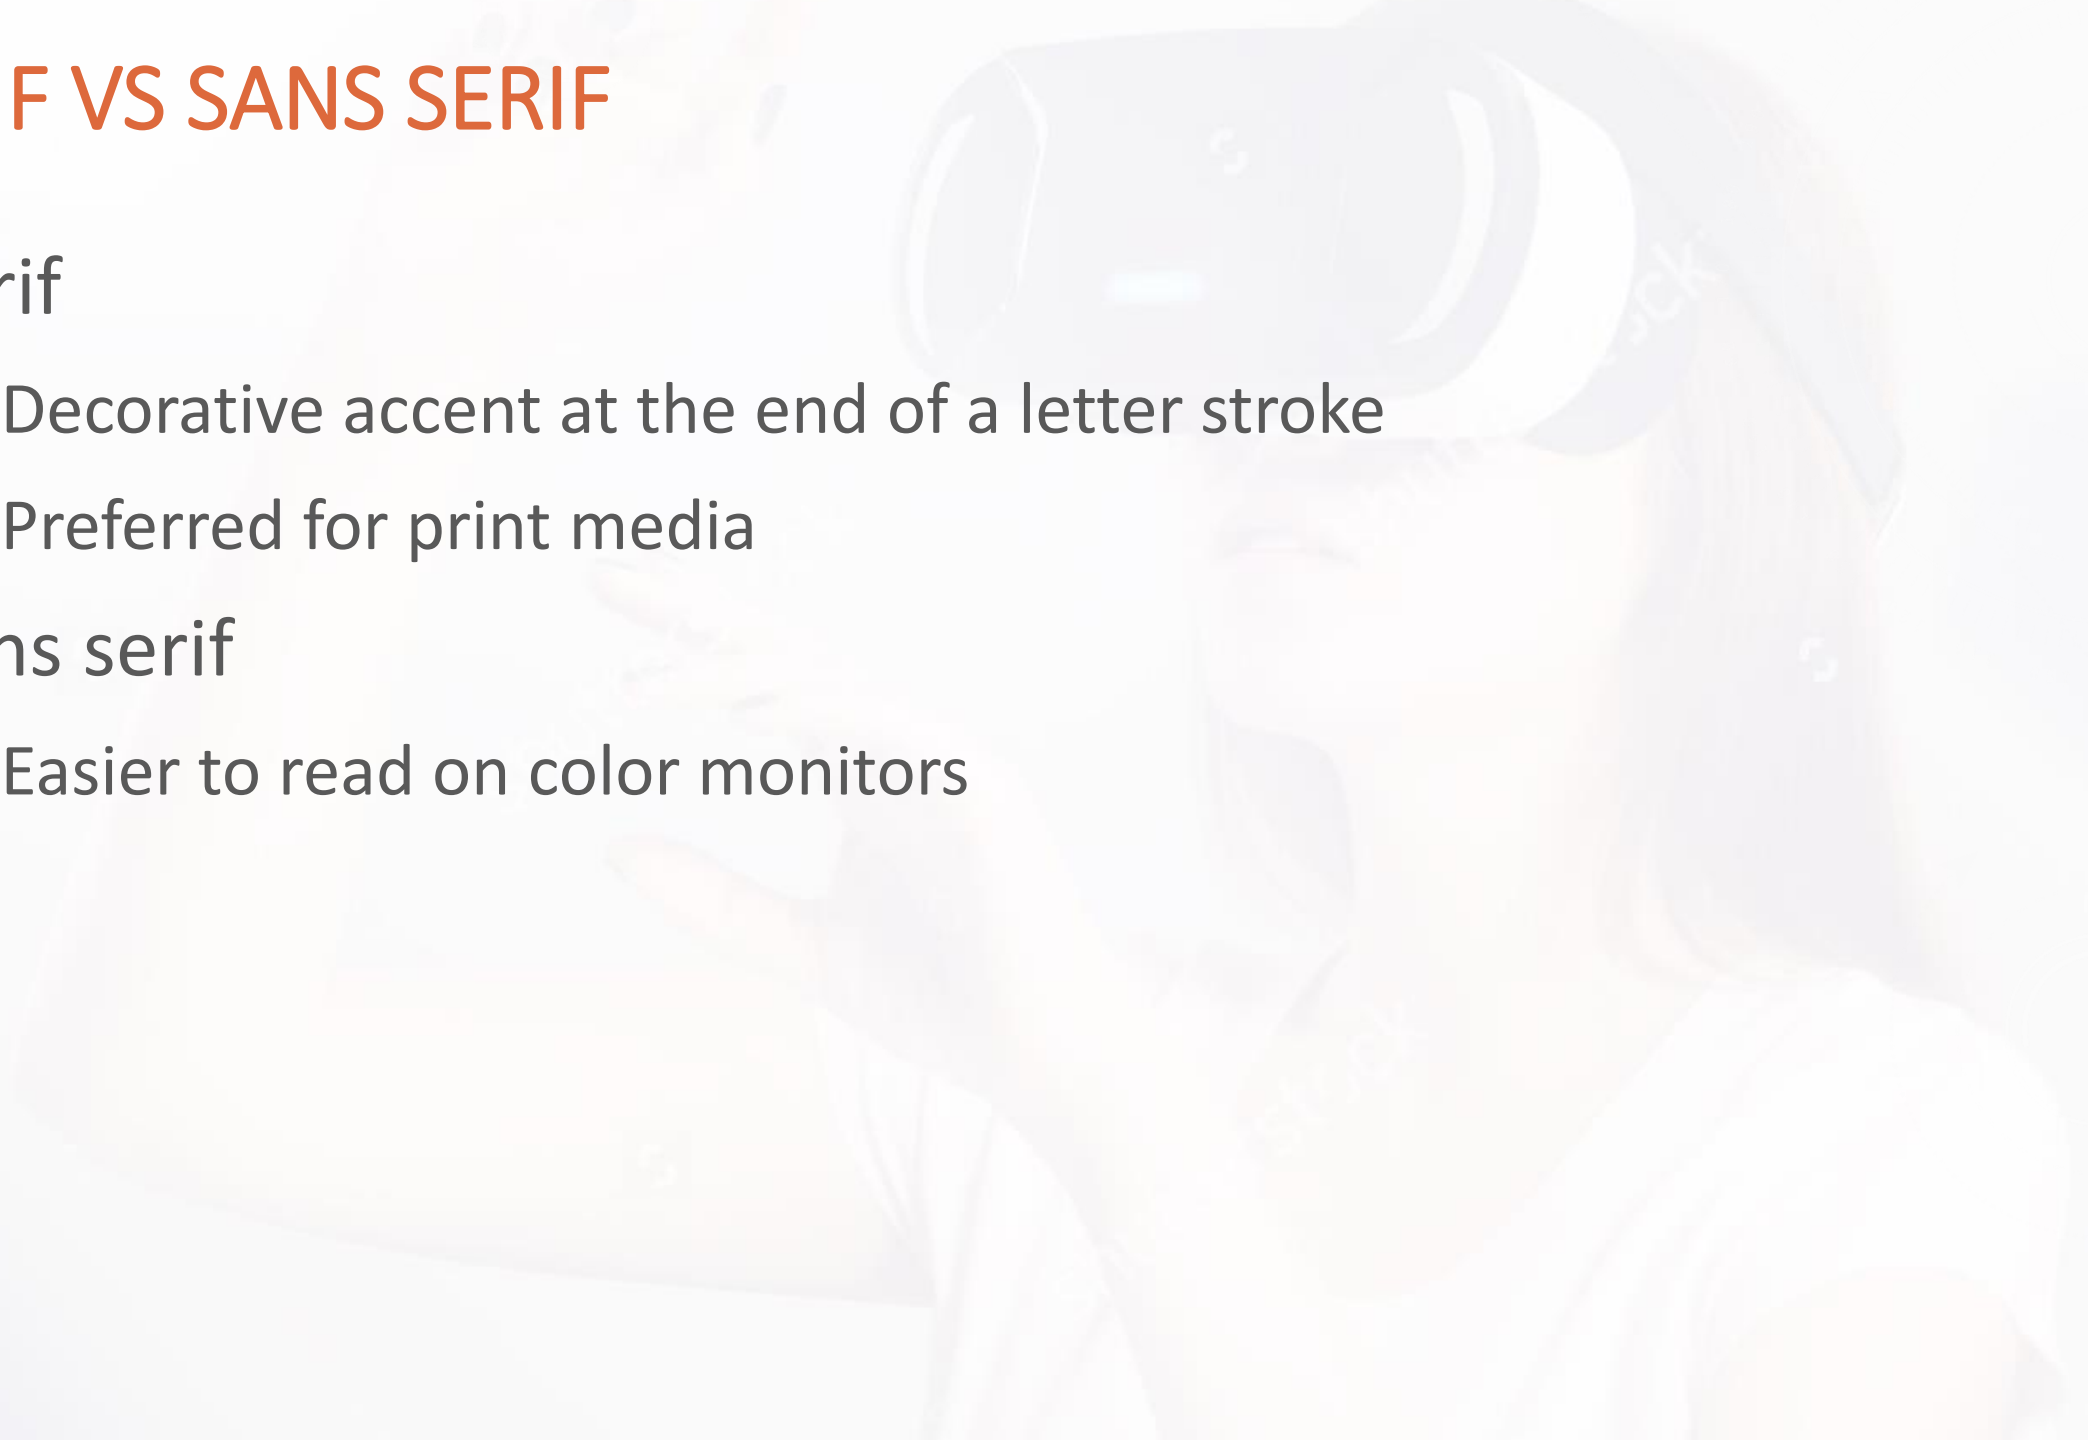 F VS SANS SERIF
rif
Decorative accent at the end of a letter stroke
Preferred for print media
ns serif
Easier to read on color monitors